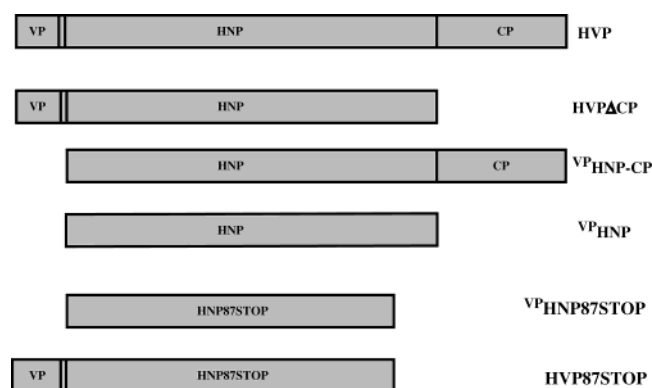 VP HNP CP HVP
VP HNP HVPΔCP
HNP CP VPHNP-CP
HNP VPHNP
HNP87STOP VPHNP87STOP
VP HNP87STOP HVP87STOP